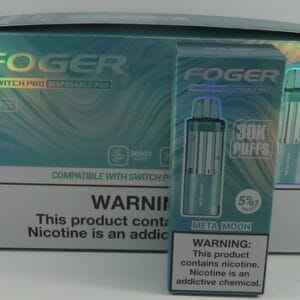 FOGER
SWITCH PRO
COMPATIBLE WITH SWITCH P
WARNIN
This product conta
Nicotine is an addic
FOGER
30K
PUFFS
5%
META MOON
WARNING:
This product
contains nicotine.
Nicotine is an
addictive chemical.